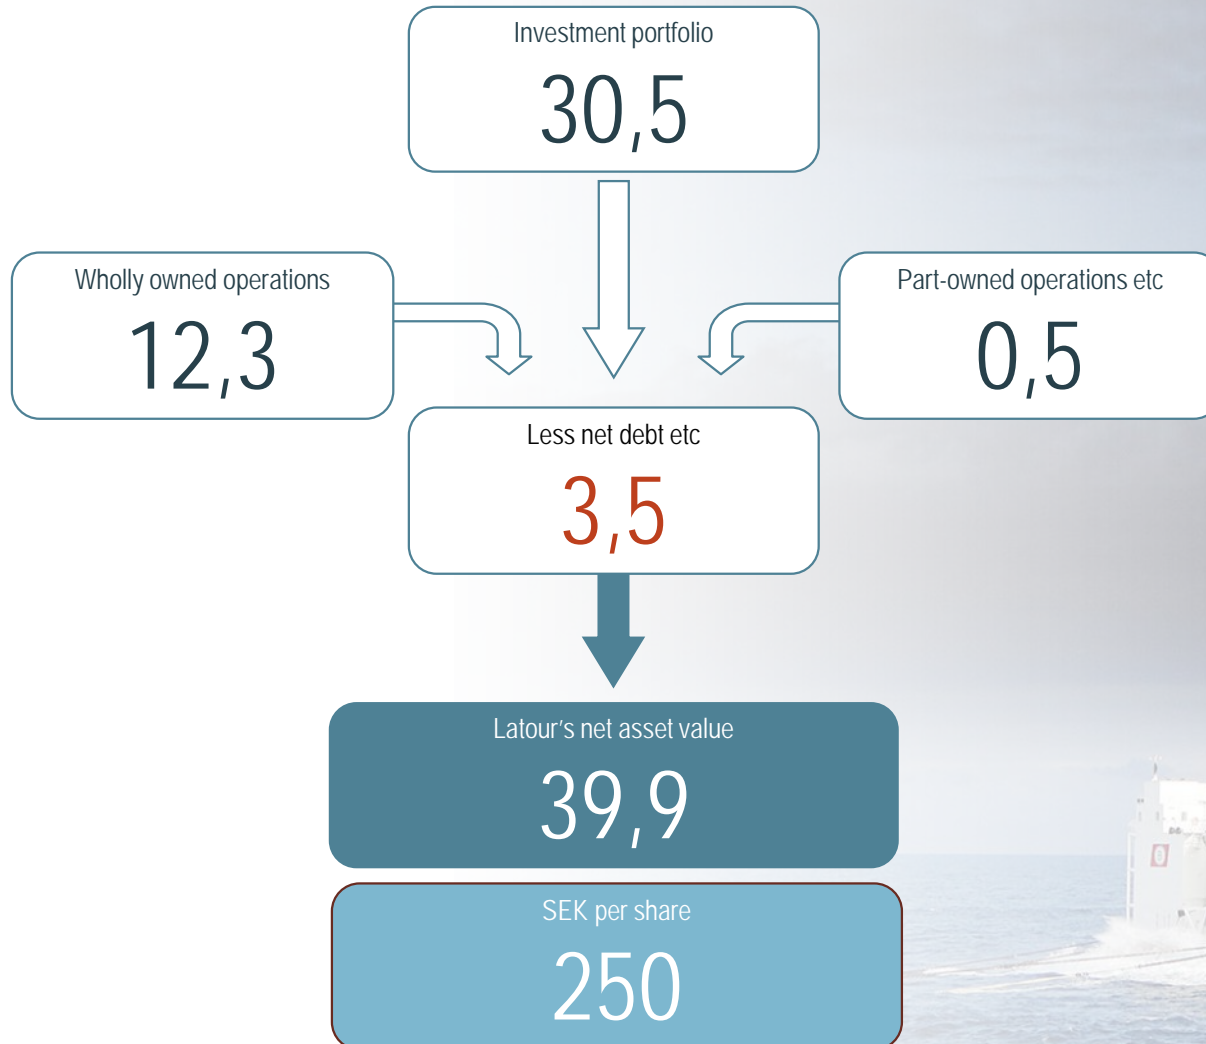 Investment portfolio
30,5
Wholly owned operations
12,3
Part-owned operations etc
0,5
Less net debt etc
3,5
Latour’s net asset value
39,9
SEK per share
250